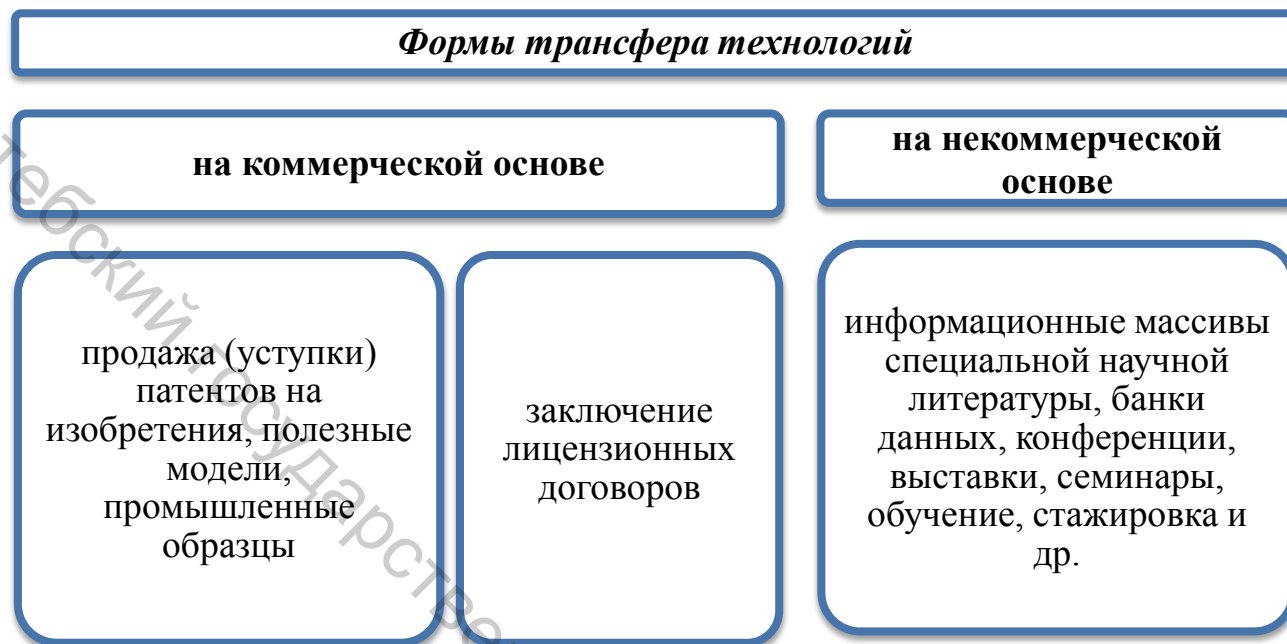 Формы трансфера технологий
на коммерческой основе
на некоммерческой
основе
продажа (уступки)
патентов на
изобретения, полезные
модели,
промышленные
образцы
заключение
лицензионных
договоров
информационные массивы
специальной научной
литературы, банки
данных, конференции,
выставки, семинары,
обучение, стажировка и
др.